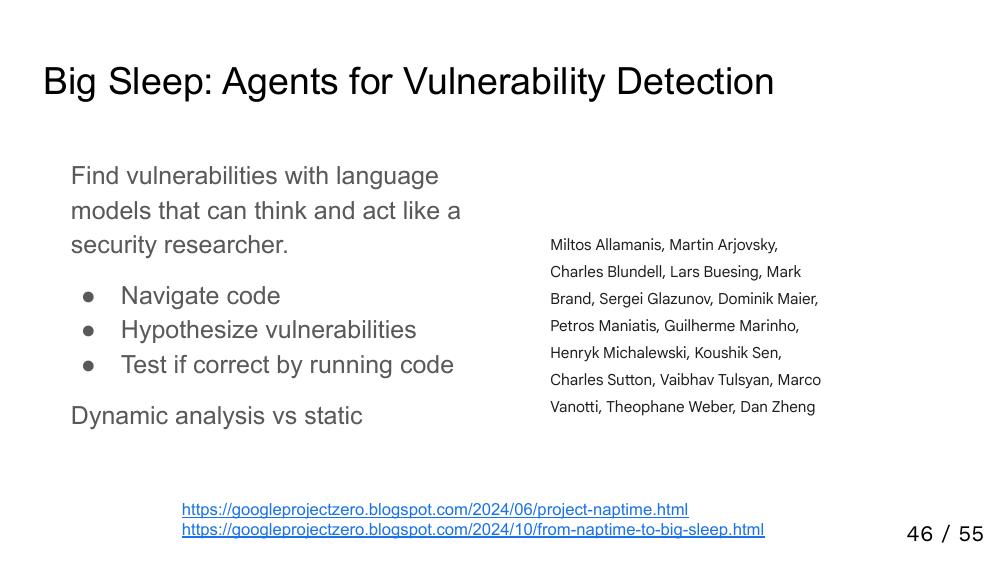 Big Sleep: Agents for Vulnerability Detection
Find vulnerabilities with language
models that can think and act like a
security researcher.
● Navigate code
● Hypothesize vulnerabilities
● Test if correct by running code
Dynamic analysis vs static
Miltos Allamanis, Martin Arjovsky,
Charles Blundell, Lars Buesing, Mark
Brand, Sergei Glazunov, Dominik Maier,
Petros Maniatis, Guilherme Marinho,
Henryk Michalewski, Koushik Sen,
Charles Sutton, Vaibhav Tulsyan, Marco
Vanotti, Theophane Weber, Dan Zheng
https://googleprojectzero.blogspot.com/2024/06/project-naptime.html
https://googleprojectzero.blogspot.com/2024/10/from-naptime-to-big-sleep.html
46 / 55